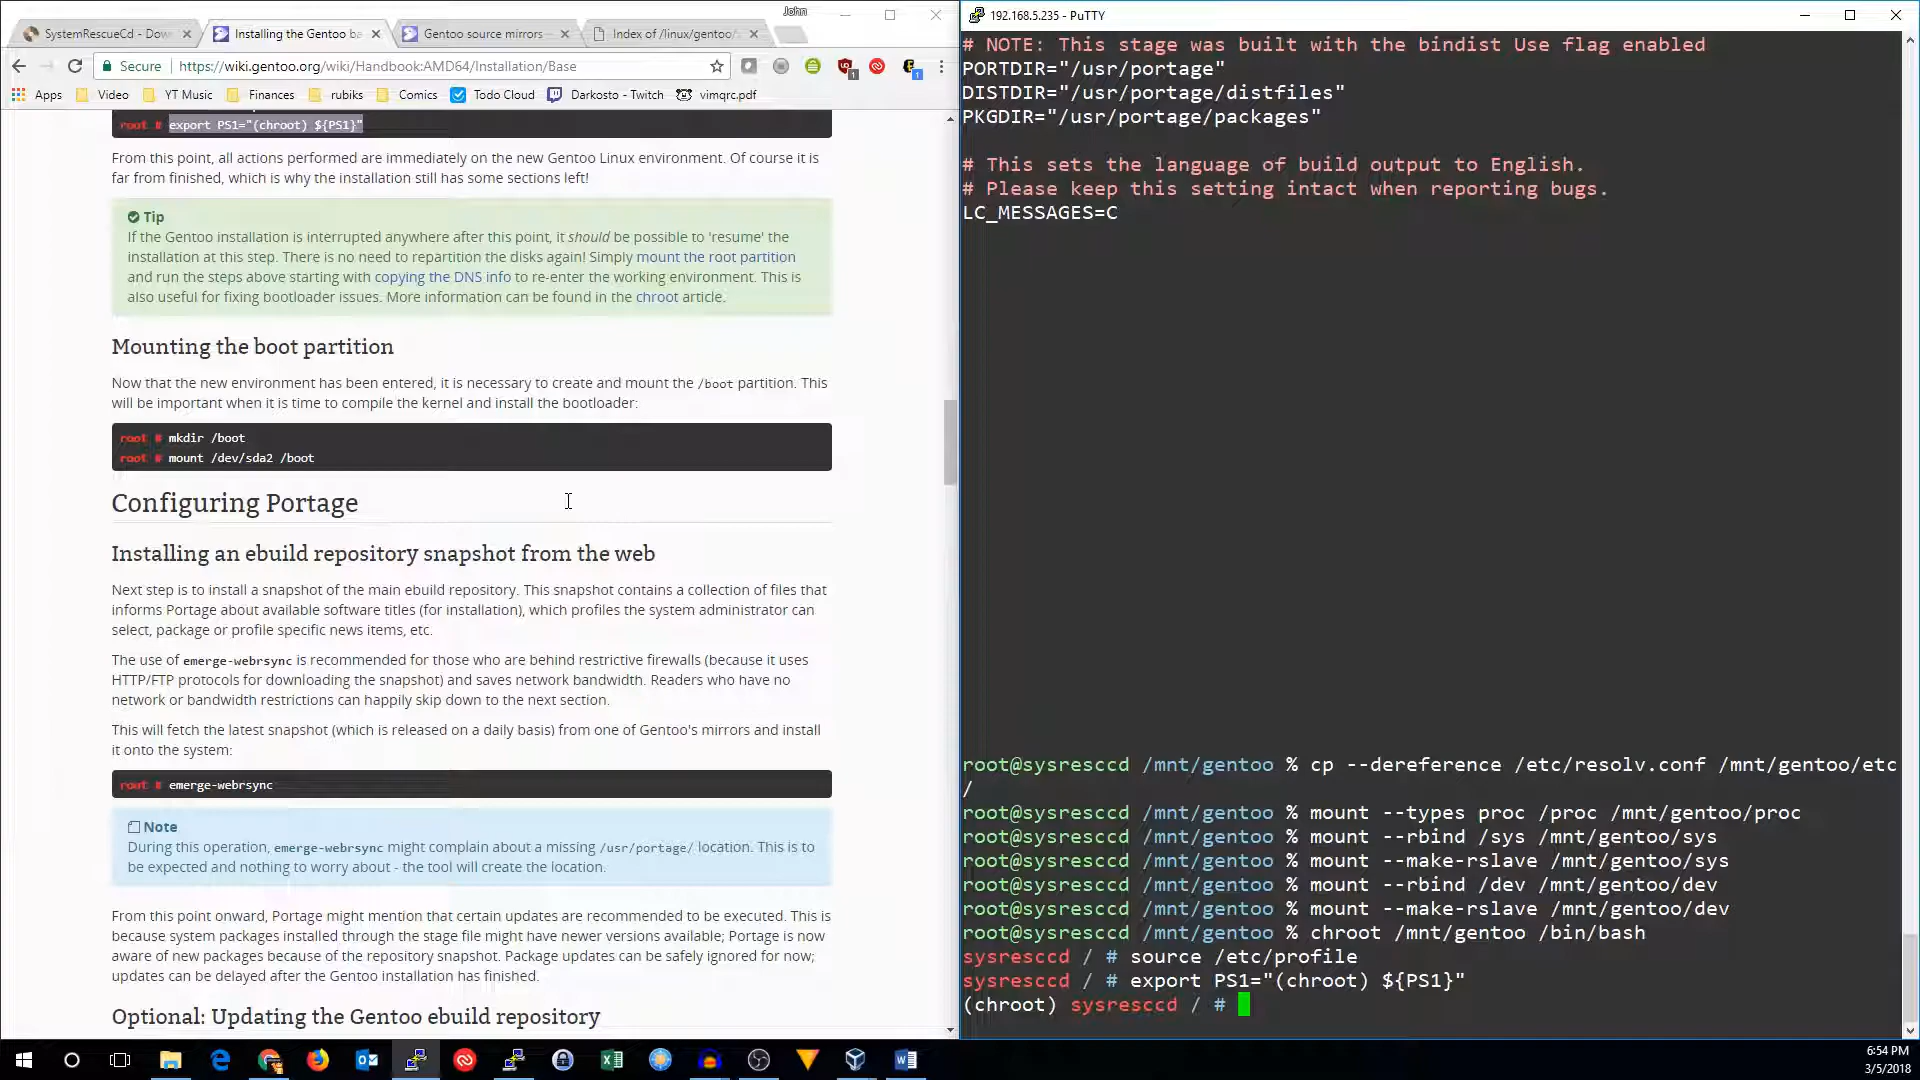 John
SystemRescueCd - Dow
Installing the Gentoo ba
Gentoo source mirrors
Index of /linux/gentoo/
Secure
https://wiki.gentoo.org/wiki/Handbook:AMD64/Installation/Base
Apps
Video
YT Music
Finances
rubiks
Comics
Todo Cloud
Darkosto - Twitch
vimqrc.pdf
root # export PS1="(chroot) ${PS1}"
From this point, all actions performed are immediately on the new Gentoo Linux environment. Of course it is
far from finished, which is why the installation still has some sections left!
Tip
If the Gentoo installation is interrupted anywhere after this point, it should be possible to 'resume' the
installation at this step. There is no need to repartition the disks again! Simply mount the root partition
and run the steps above starting with copying the DNS info to re-enter the working environment. This is
also useful for fixing bootloader issues. More information can be found in the chroot article.
Mounting the boot partition
Now that the new environment has been entered, it is necessary to create and mount the /boot partition. This
will be important when it is time to compile the kernel and install the bootloader:
root # mkdir /boot
root # mount /dev/sda2 /boot
Configuring Portage
Installing an ebuild repository snapshot from the web
Next step is to install a snapshot of the main ebuild repository. This snapshot contains a collection of files that
informs Portage about available software titles (for installation), which profiles the system administrator can
select, package or profile specific news items, etc.
The use of emerge-webrsync is recommended for those who are behind restrictive firewalls (because it uses
HTTP/FTP protocols for downloading the snapshot) and saves network bandwidth. Readers who have no
network or bandwidth restrictions can happily skip down to the next section.
This will fetch the latest snapshot (which is released on a daily basis) from one of Gentoo's mirrors and install
it onto the system:
root # emerge-webrsync
Note
During this operation, emerge-webrsync might complain about a missing /usr/portage/ location. This is to
be expected and nothing to worry about - the tool will create the location.
From this point onward, Portage might mention that certain updates are recommended to be executed. This is
because system packages installed through the stage file might have newer versions available; Portage is now
aware of new packages because of the repository snapshot. Package updates can be safely ignored for now;
updates can be delayed after the Gentoo installation has finished.
Optional: Updating the Gentoo ebuild repository
192.168.5.235 - PuTTY
# NOTE: This stage was built with the bindist Use flag enabled
PORTDIR="/usr/portage"
DISTDIR="/usr/portage/distfiles"
PKGDIR="/usr/portage/packages"
# This sets the language of build output to English.
# Please keep this setting intact when reporting bugs.
LC_MESSAGES=C
root@sysresccd /mnt/gentoo % cp --dereference /etc/resolv.conf /mnt/gentoo/etc
/
root@sysresccd /mnt/gentoo % mount --types proc /proc /mnt/gentoo/proc
root@sysresccd /mnt/gentoo % mount --rbind /sys /mnt/gentoo/sys
root@sysresccd /mnt/gentoo % mount --make-rslave /mnt/gentoo/sys
root@sysresccd /mnt/gentoo % mount --rbind /dev /mnt/gentoo/dev
root@sysresccd /mnt/gentoo % mount --make-rslave /mnt/gentoo/dev
root@sysresccd /mnt/gentoo % chroot /mnt/gentoo /bin/bash
sysresccd / # source /etc/profile
sysresccd / # export PS1="(chroot) ${PS1}"
(chroot) sysresccd / #
6:54 PM
3/5/2018